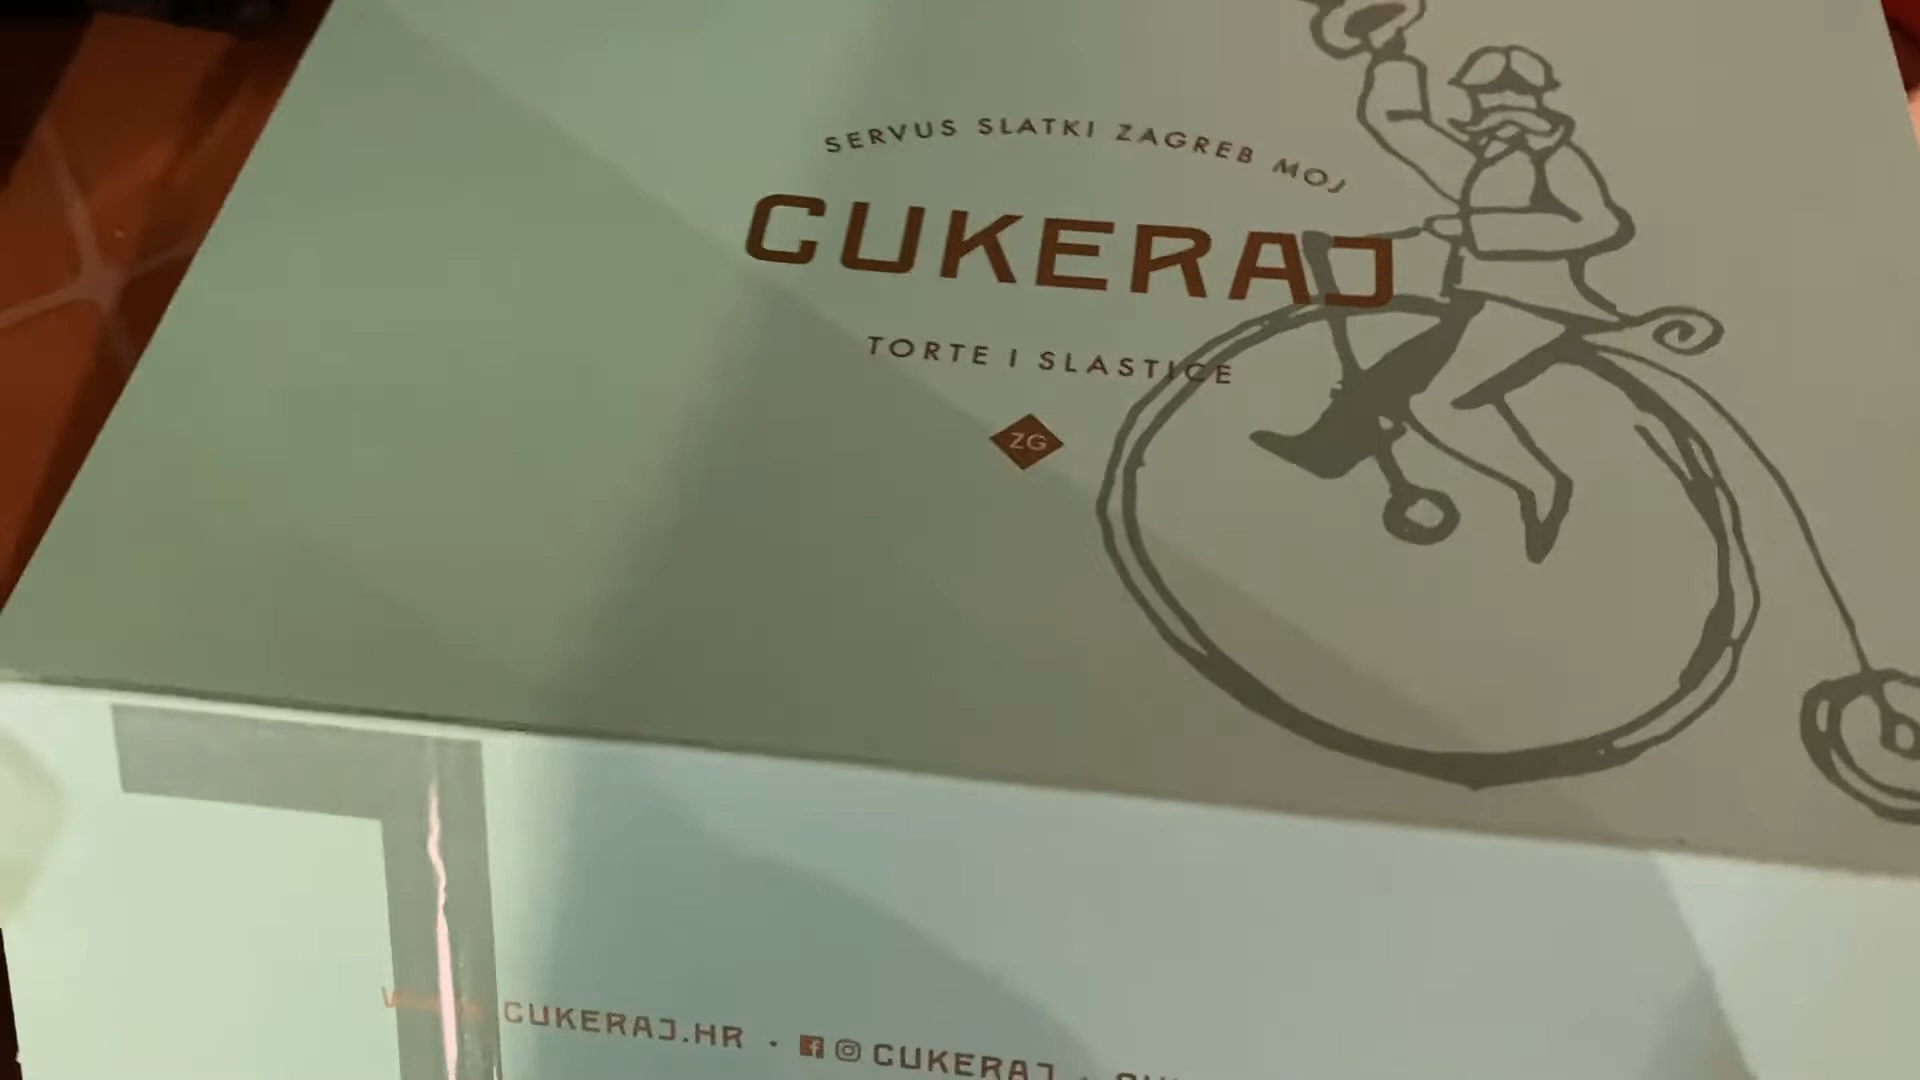 SERVUS SLATKI ZAGREB MOJ
CUKERAJ
TORTE I SLASTICE
ZG
CUKERAJ.HR · CUKERAJ ·